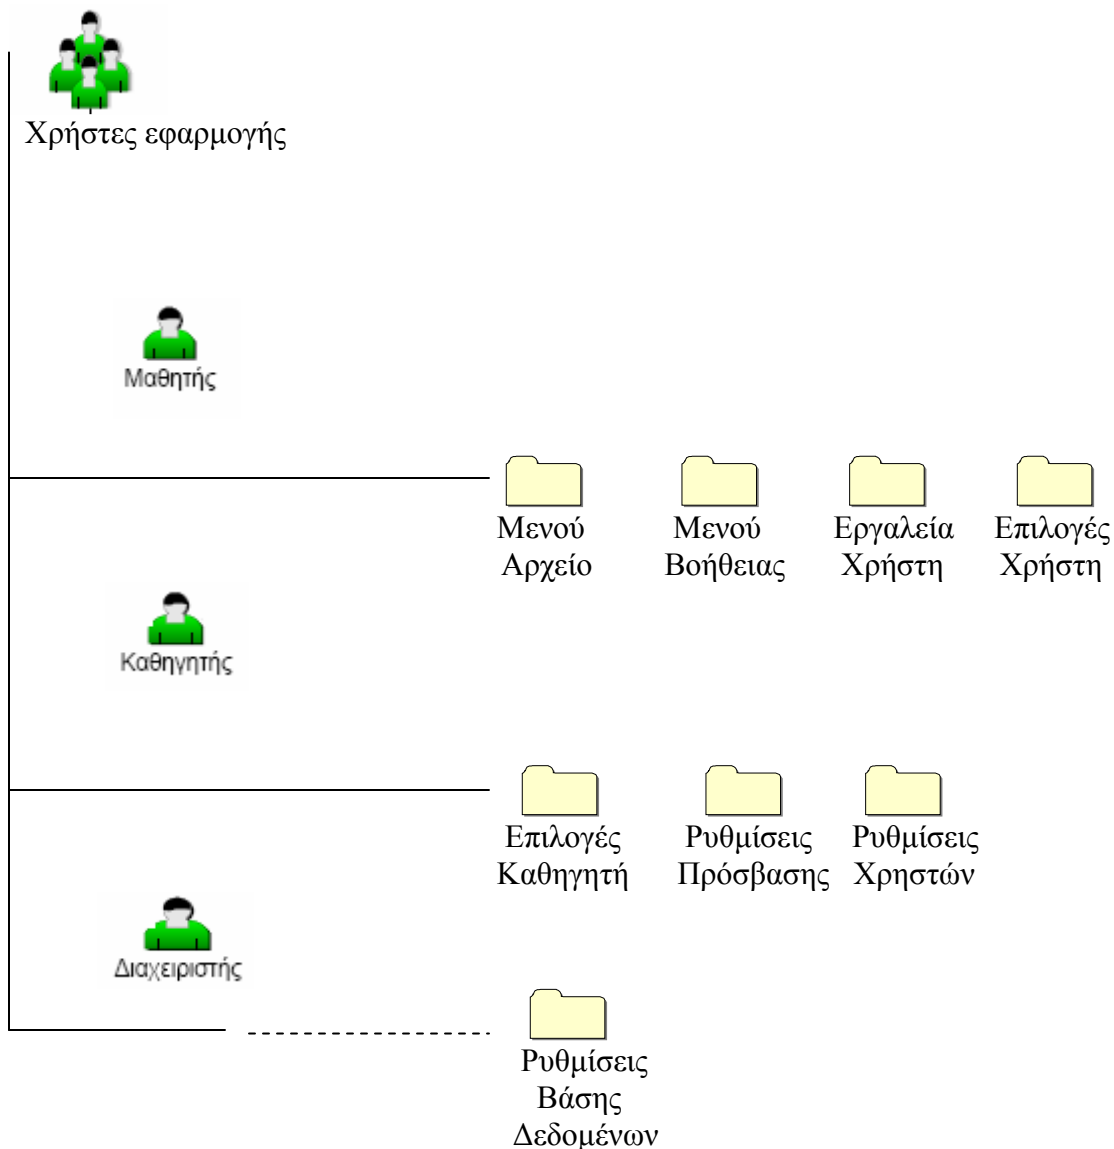 Χρήστες εφαρμογής
Μαθητής
Μενού Αρχείο
Μενού Βοήθειας
Εργαλεία Χρήστη
Επιλογές Χρήστη
Καθηγητής
Επιλογές Καθηγητή
Ρυθμίσεις Πρόσβασης
Ρυθμίσεις Χρηστών
Διαχειριστής
Ρυθμίσεις
Βάσης
Δεδομένων